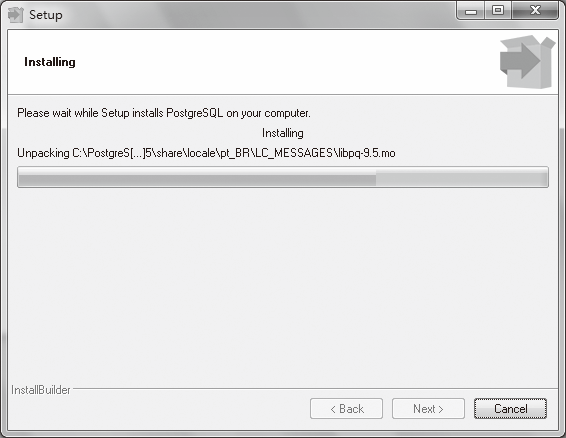 Setup
Installing
Please wait while Setup installs PostgreSQL on your computer.
Installing
Unpacking C:\PostgreS[...]5\share\locale\pt_BR\LC_MESSAGES\libpq-9.5.mo
InstallBuilder
< Back
Next >
Cancel